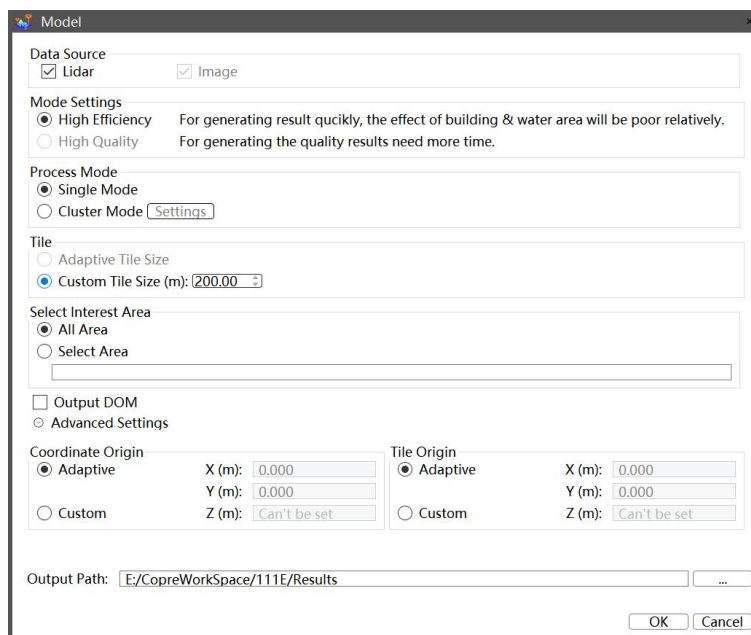 Model
Data Source
Lidar Image
Mode Settings
High Efficiency For generating result qucikly, the effect of building & water area will be poor relatively.
High Quality For generating the quality results need more time.
Process Mode
Single Mode
Cluster Mode Settings
Tile
Adaptive Tile Size
Custom Tile Size (m): 200.00
Select Interest Area
All Area
Select Area
Output DOM
Advanced Settings
Coordinate Origin Tile Origin
Adaptive X (m): 0.000 Adaptive X (m): 0.000
Y (m): 0.000 Y (m): 0.000
Custom Z (m): Can't be set Custom Z (m): Can't be set
Output Path: E:/CopreWorkSpace/111E/Results ...
OK Cancel